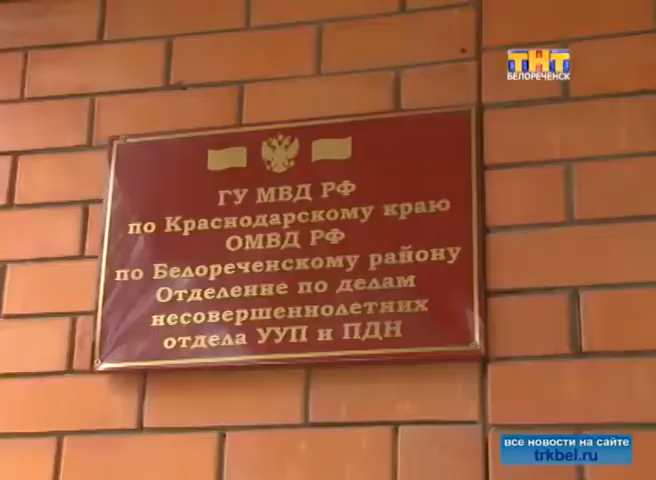 ТНТ
БЕЛОРЕЧЕНСК
ГУ МВД РФ
по Краснодарскому краю
ОМВД РФ
по Белореченскому району
Отделение по делам
несовершеннолетних
отдела УУП и ПДН
все новости на сайте
trkbel.ru